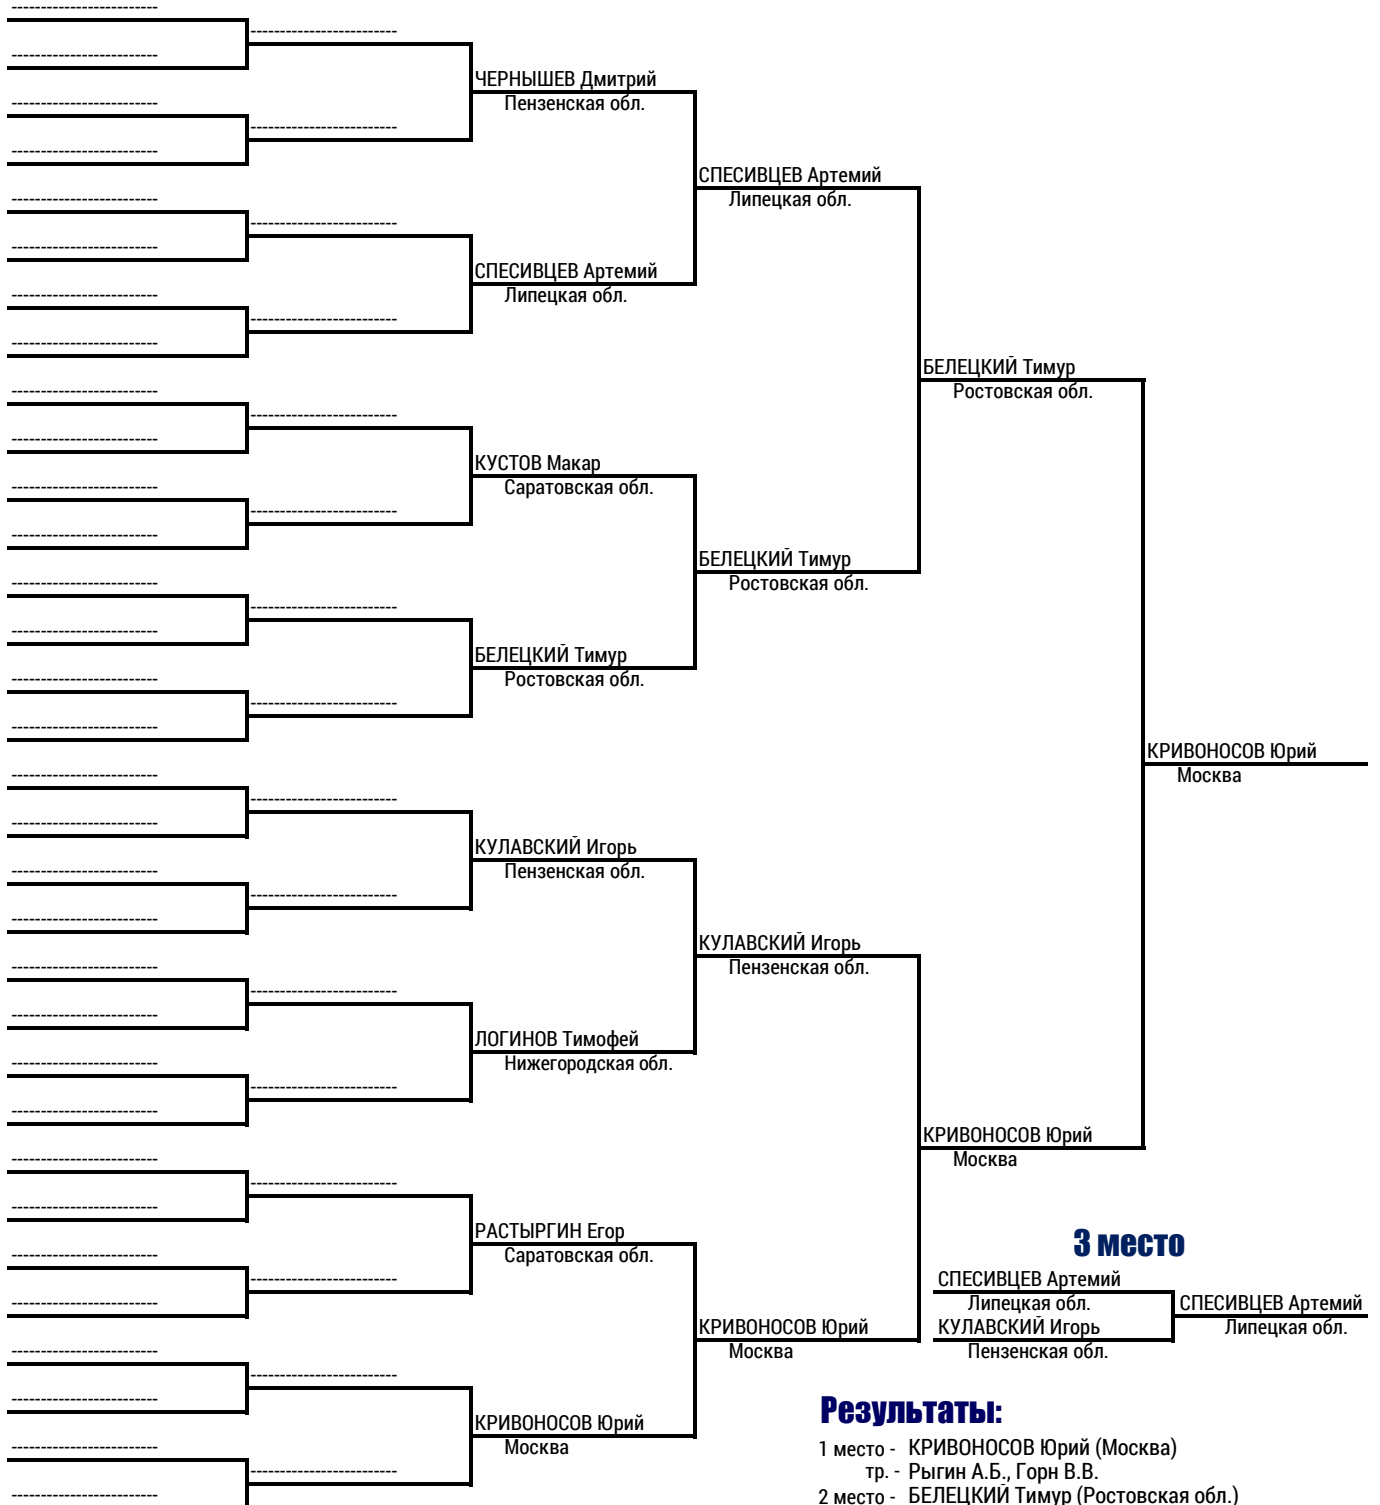 ЧЕРНЫШЕВ Дмитрий
Пензенская обл.
СПЕСИВЦЕВ Артемий
Липецкая обл.
СПЕСИВЦЕВ Артемий
Липецкая обл.
БЕЛЕЦКИЙ Тимур
Ростовская обл.
КУСТОВ Макар
Саратовская обл.
БЕЛЕЦКИЙ Тимур
Ростовская обл.
БЕЛЕЦКИЙ Тимур
Ростовская обл.
КРИВОНОСОВ Юрий
Москва
КУЛАВСКИЙ Игорь
Пензенская обл.
КУЛАВСКИЙ Игорь
Пензенская обл.
ЛОГИНОВ Тимофей
Нижегородская обл.
КРИВОНОСОВ Юрий
Москва
РАСТЫРГИН Егор
Саратовская обл.
КРИВОНОСОВ Юрий
Москва
КРИВОНОСОВ Юрий
Москва
3 место
СПЕСИВЦЕВ Артемий
Липецкая обл.
КУЛАВСКИЙ Игорь
Пензенская обл.
СПЕСИВЦЕВ Артемий
Липецкая обл.
Результаты:
1 место - КРИВОНОСОВ Юрий (Москва)
тр. - Рыгин А.Б., Горн В.В.
2 место - БЕЛЕЦКИЙ Тимур (Ростовская обл.)